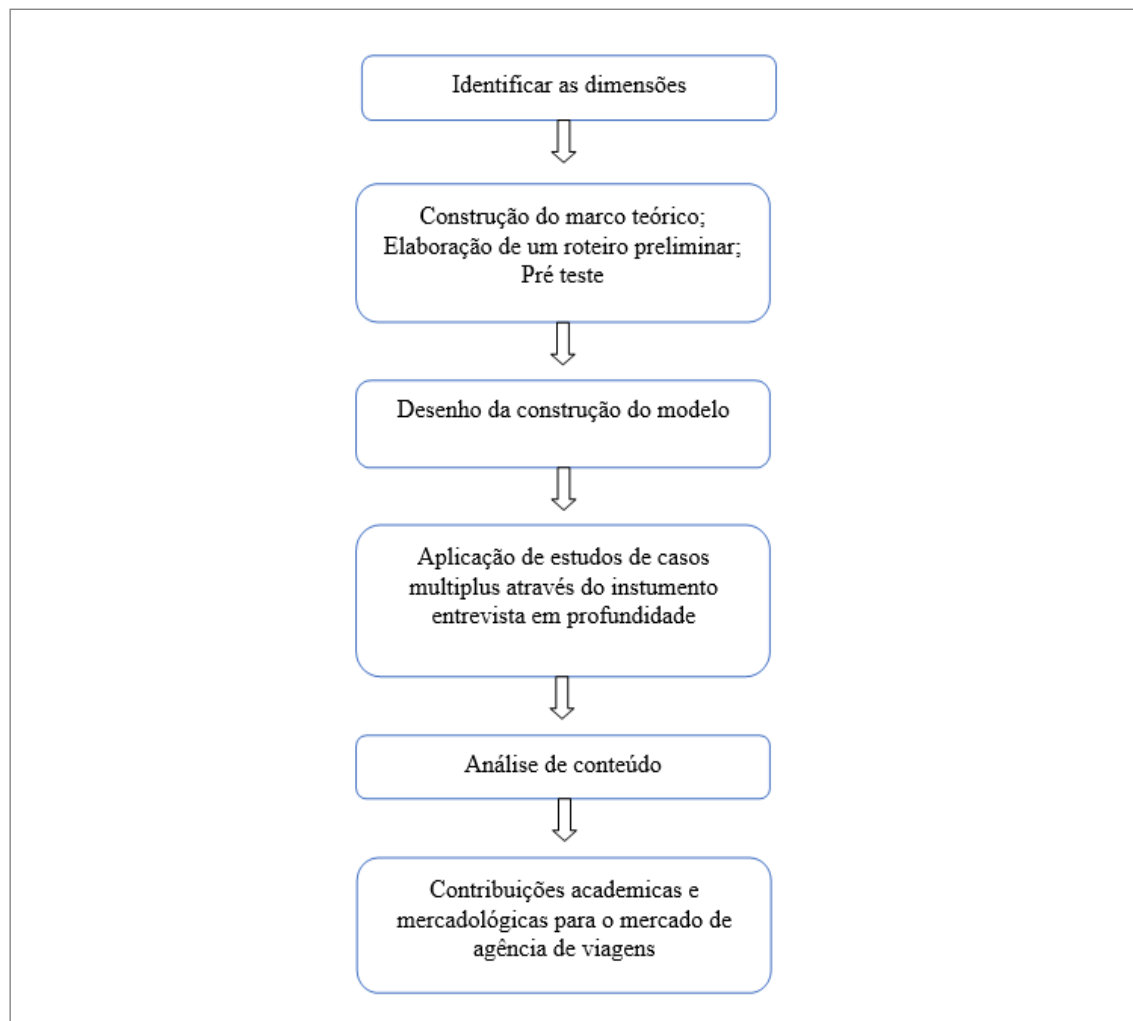 Identificar as dimensões
Construção do marco teórico;
Elaboração de um roteiro preliminar;
Pré teste
Desenho da construção do modelo
Aplicação de estudos de casos
multiplus através do instumento
entrevista em profundidade
Análise de conteúdo
Contribuições academicas e
mercadológicas para o mercado de
agência de viagens